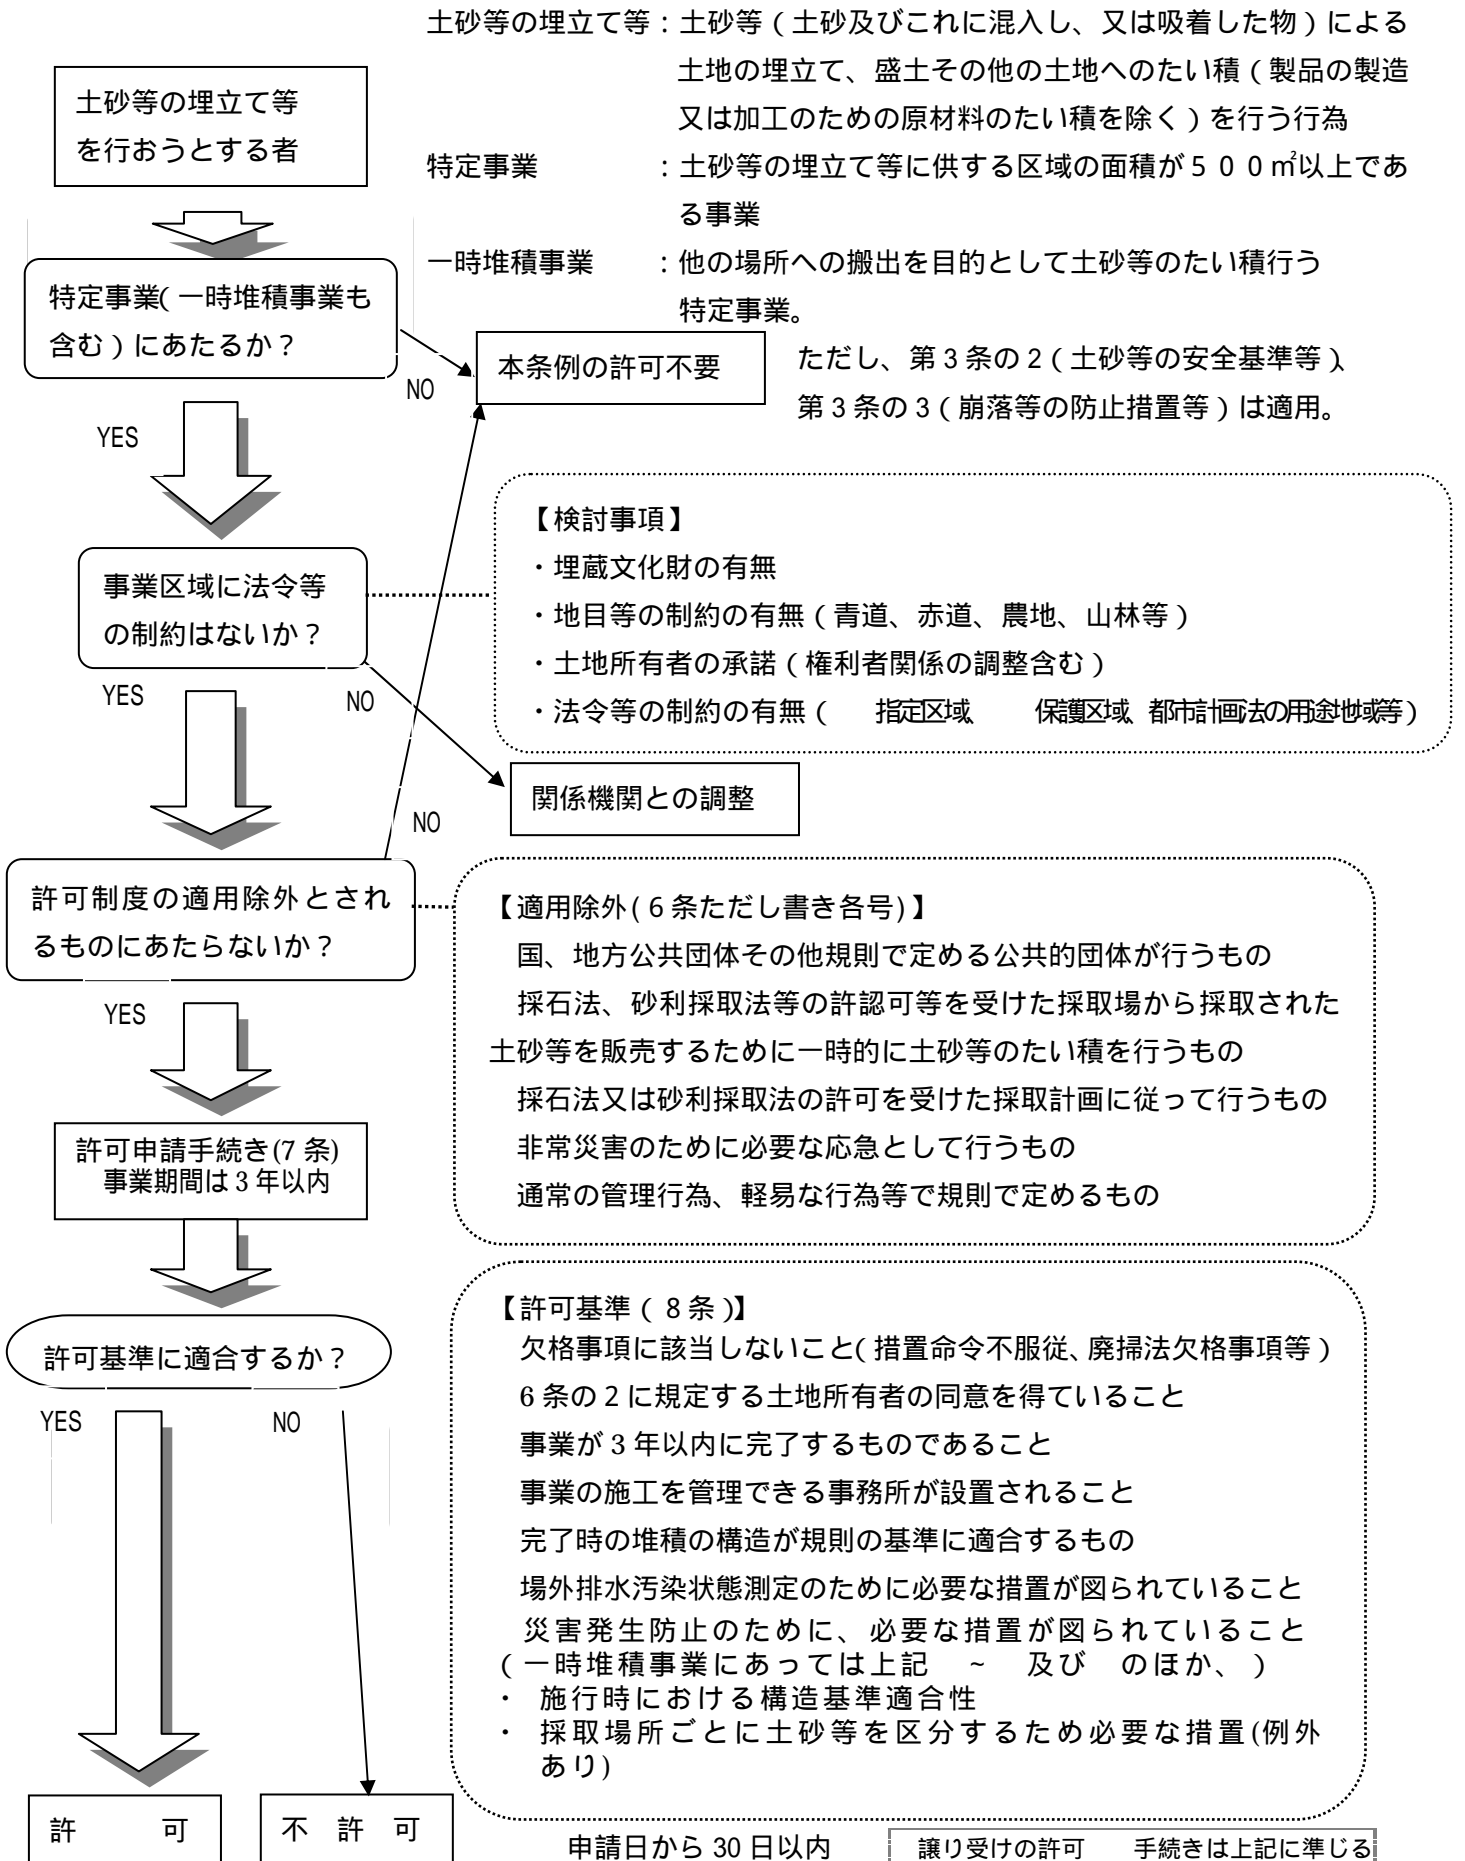 土砂等の埋立て等：土砂等（土砂及びこれに混入し、又は吸着した物）による
土地の埋立て、盛土その他の土地へのたい積（製品の製造
又は加工のための原材料のたい積を除く）を行う行為
特定事業　　　　：土砂等の埋立て等に供する区域の面積が５００㎡以上であ
る事業
一時堆積事業　　：他の場所への搬出を目的として土砂等のたい積行う
特定事業。
土砂等の埋立て等
を行おうとする者
特定事業（一時堆積事業も
含む）にあたるか？
NO
本条例の許可不要
ただし、第３条の２（土砂等の安全基準等）、
第３条の３（崩落等の防止措置等）は適用。
YES
事業区域に法令等
の制約はないか？
【検討事項】
・埋蔵文化財の有無
・地目等の制約の有無（青道、赤道、農地、山林等）
・土地所有者の承諾（権利者関係の調整含む）
・法令等の制約の有無（　　指定区域、　　保護区域、都市計画法の用途地域等）
YES
NO
関係機関との調整
NO
許可制度の適用除外とされ
るものにあたらないか？
【適用除外(６条ただし書き各号)】
国、地方公共団体その他規則で定める公共的団体が行うもの
採石法、砂利採取法等の許認可等を受けた採取場から採取された
土砂等を販売するために一時的に土砂等のたい積を行うもの
採石法又は砂利採取法の許可を受けた採取計画に従って行うもの
非常災害のために必要な応急として行うもの
通常の管理行為、軽易な行為等で規則で定めるもの
YES
許可申請手続き(7 条)
事業期間は 3 年以内
許可基準に適合するか？
【許可基準（８条）】
欠格事項に該当しないこと（措置命令不服従、廃掃法欠格事項等）
6 条の２に規定する土地所有者の同意を得ていること
事業が 3 年以内に完了するものであること
事業の施工を管理できる事務所が設置されること
完了時の堆積の構造が規則の基準に適合するもの
場外排水汚染状態測定のために必要な措置が図られていること
災害発生防止のために、必要な措置が図られていること
（一時堆積事業にあっては上記　～　及び　のほか、）
・　施行時における構造基準適合性
・　採取場所ごとに土砂等を区分するため必要な措置(例外
あり)
YES
NO
許　　　可
不　許　可
申請日から 30 日以内
譲り受けの許可　手続きは上記に準じる